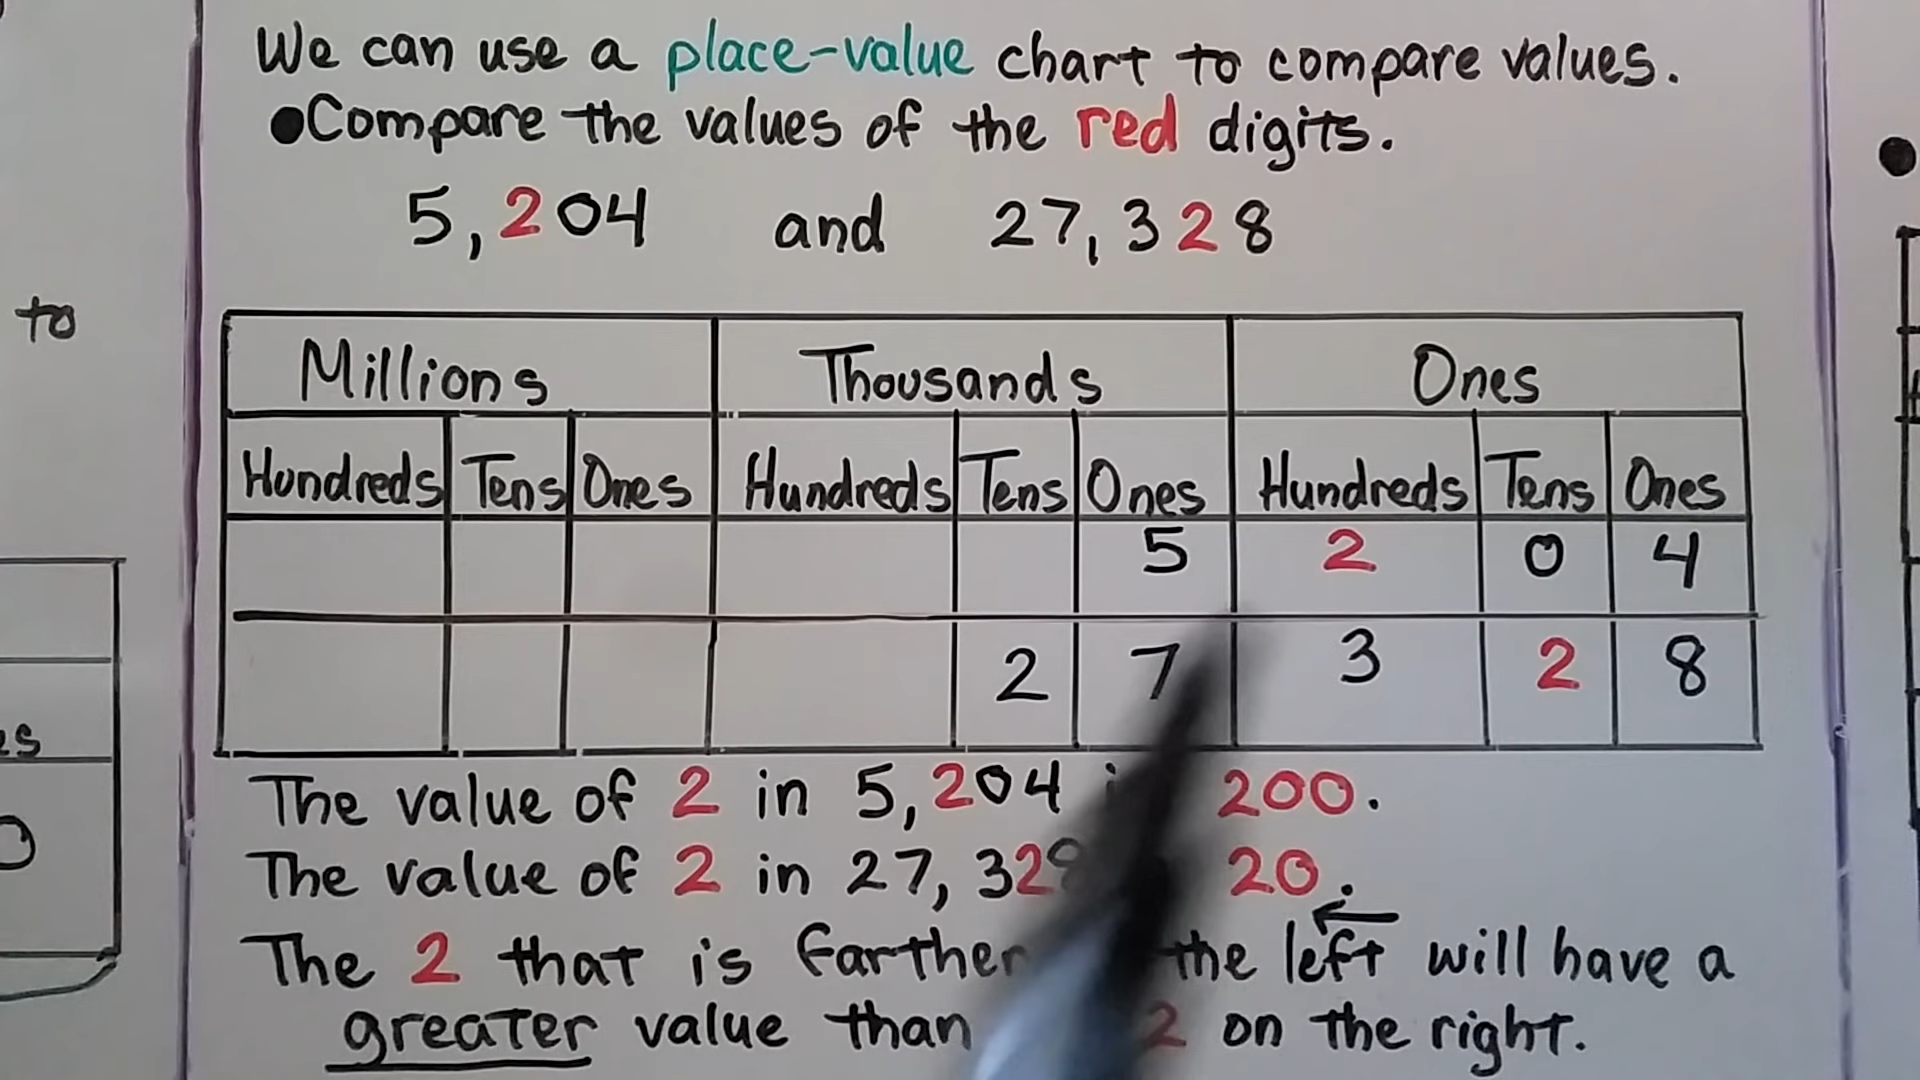 We can use a place-value chart to compare values.
●Compare the values of the red digits.
5,204 and 27,328
to
Millions Thousands Ones
Hundreds Tens Ones Hundreds Tens Ones Hundreds Tens Ones
5 2 0 4
2 7 3 2 8
The value of 2 in 5,204 200.
The value of 2 in 27,328 20.
The 2 that is farther the left will have a
greater value than 2 on the right.